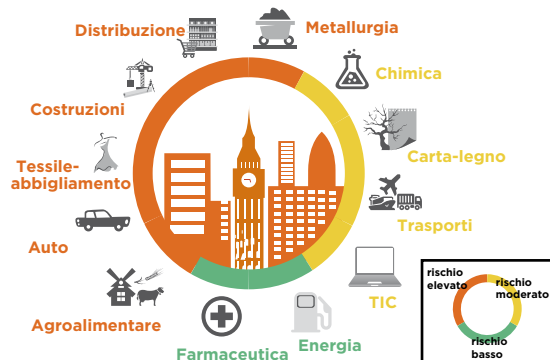 Distribuzione
Metallurgia
Chimica
Costruzioni
Carta-legno
Tessile-
abbigliamento
Trasporti
Auto
TIC
Agroalimentare
Farmaceutica
Energia
rischio
elevato
rischio
moderato
rischio
basso